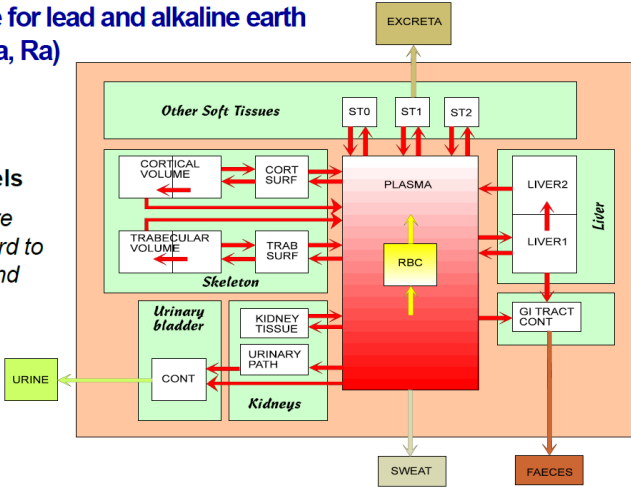 e for lead and alkaline earth
a, Ra)
els
re
rd to
nd
EXCRETA
Other Soft Tissues
ST0
ST1
ST2
CORTICAL
VOLUME
CORT
SURF
PLASMA
LIVER2
LIVER1
Liver
TRABECULAR
VOLUME
TRAB
SURF
RBC
Skeleton
Urinary
bladder
KIDNEY
TISSUE
GI TRACT
CONT
URINARY
PATH
CONT
Kidneys
URINE
SWEAT
FAECES